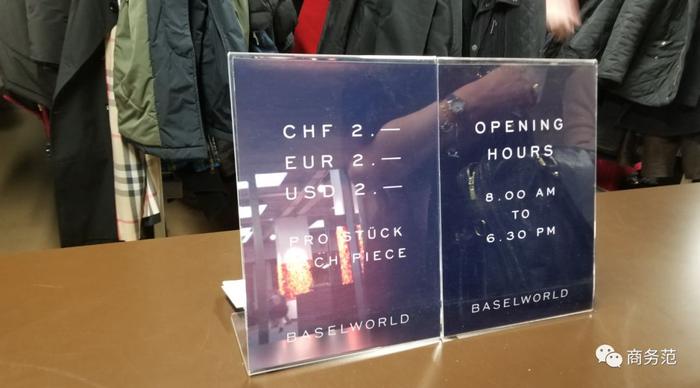 CHF 2.—
EUR 2.—
USD 2.—
PRO STÜCK
CH PIECE
BASELWORLD
OPENING
HOURS
8.00 AM
TO
6.30 PM
BASELWORLD
商务范